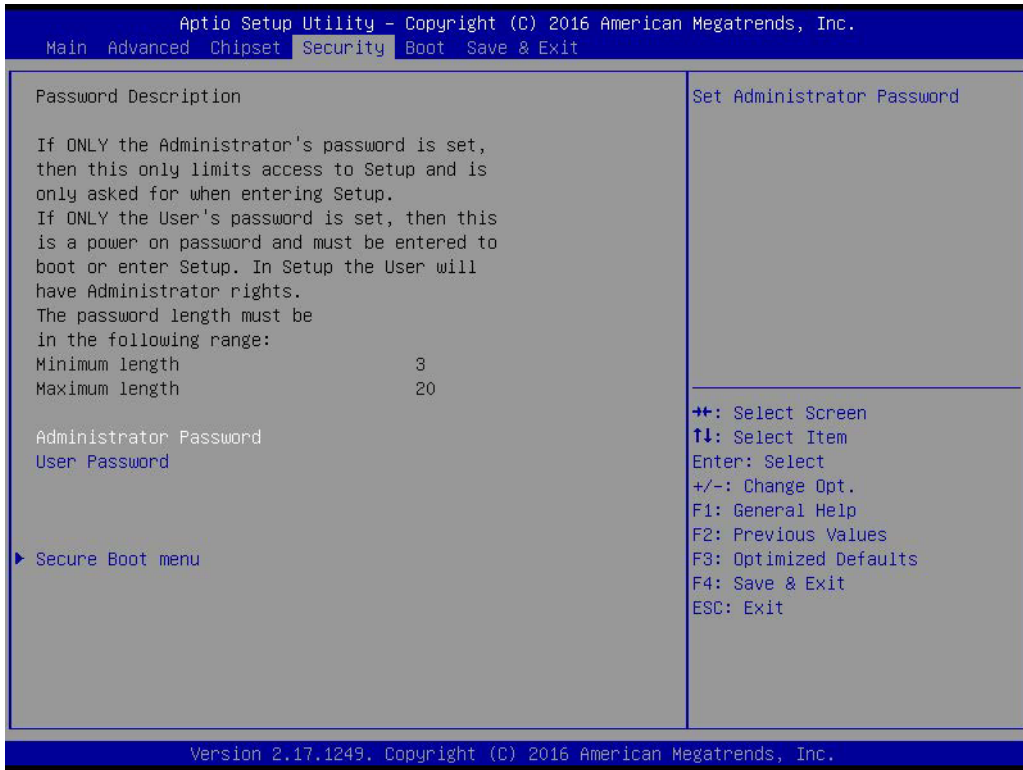 Aptio Setup Utility – Copyright (C) 2016 American Megatrends, Inc.
Main Advanced Chipset Security Boot Save & Exit
Password Description
If ONLY the Administrator's password is set,
then this only limits access to Setup and is
only asked for when entering Setup.
If ONLY the User's password is set, then this
is a power on password and must be entered to
boot or enter Setup. In Setup the User will
have Administrator rights.
The password length must be
in the following range:
Minimum length 3
Maximum length 20
Administrator Password
User Password
Secure Boot menu
Set Administrator Password
→←: Select Screen
↑↓: Select Item
Enter: Select
+/-: Change Opt.
F1: General Help
F2: Previous Values
F3: Optimized Defaults
F4: Save & Exit
ESC: Exit
Version 2.17.1249. Copyright (C) 2016 American Megatrends, Inc.